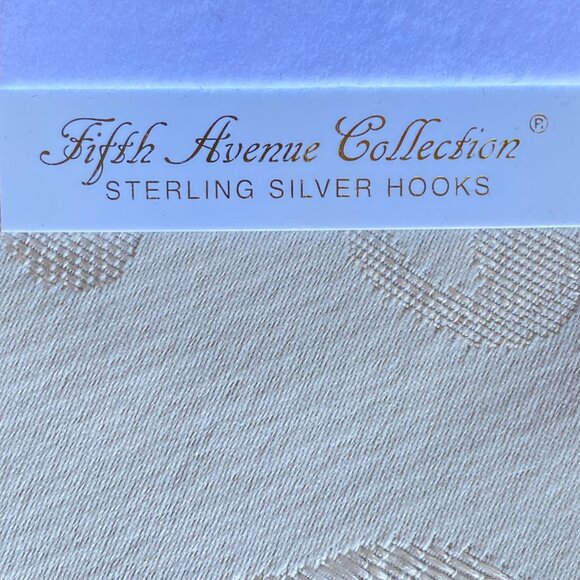 Fifth Avenue Collection®
STERLING SILVER HOOKS